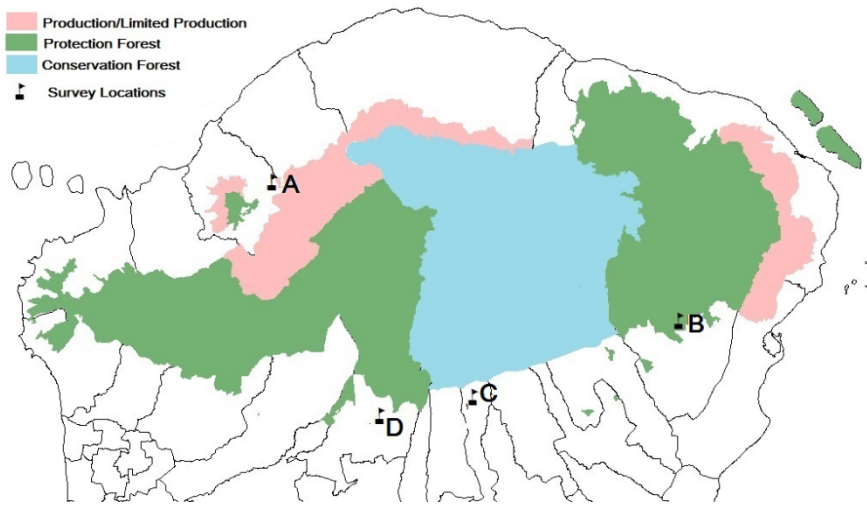 Production/Limited Production
Protection Forest
Conservation Forest
Survey Locations
A
B
C
D